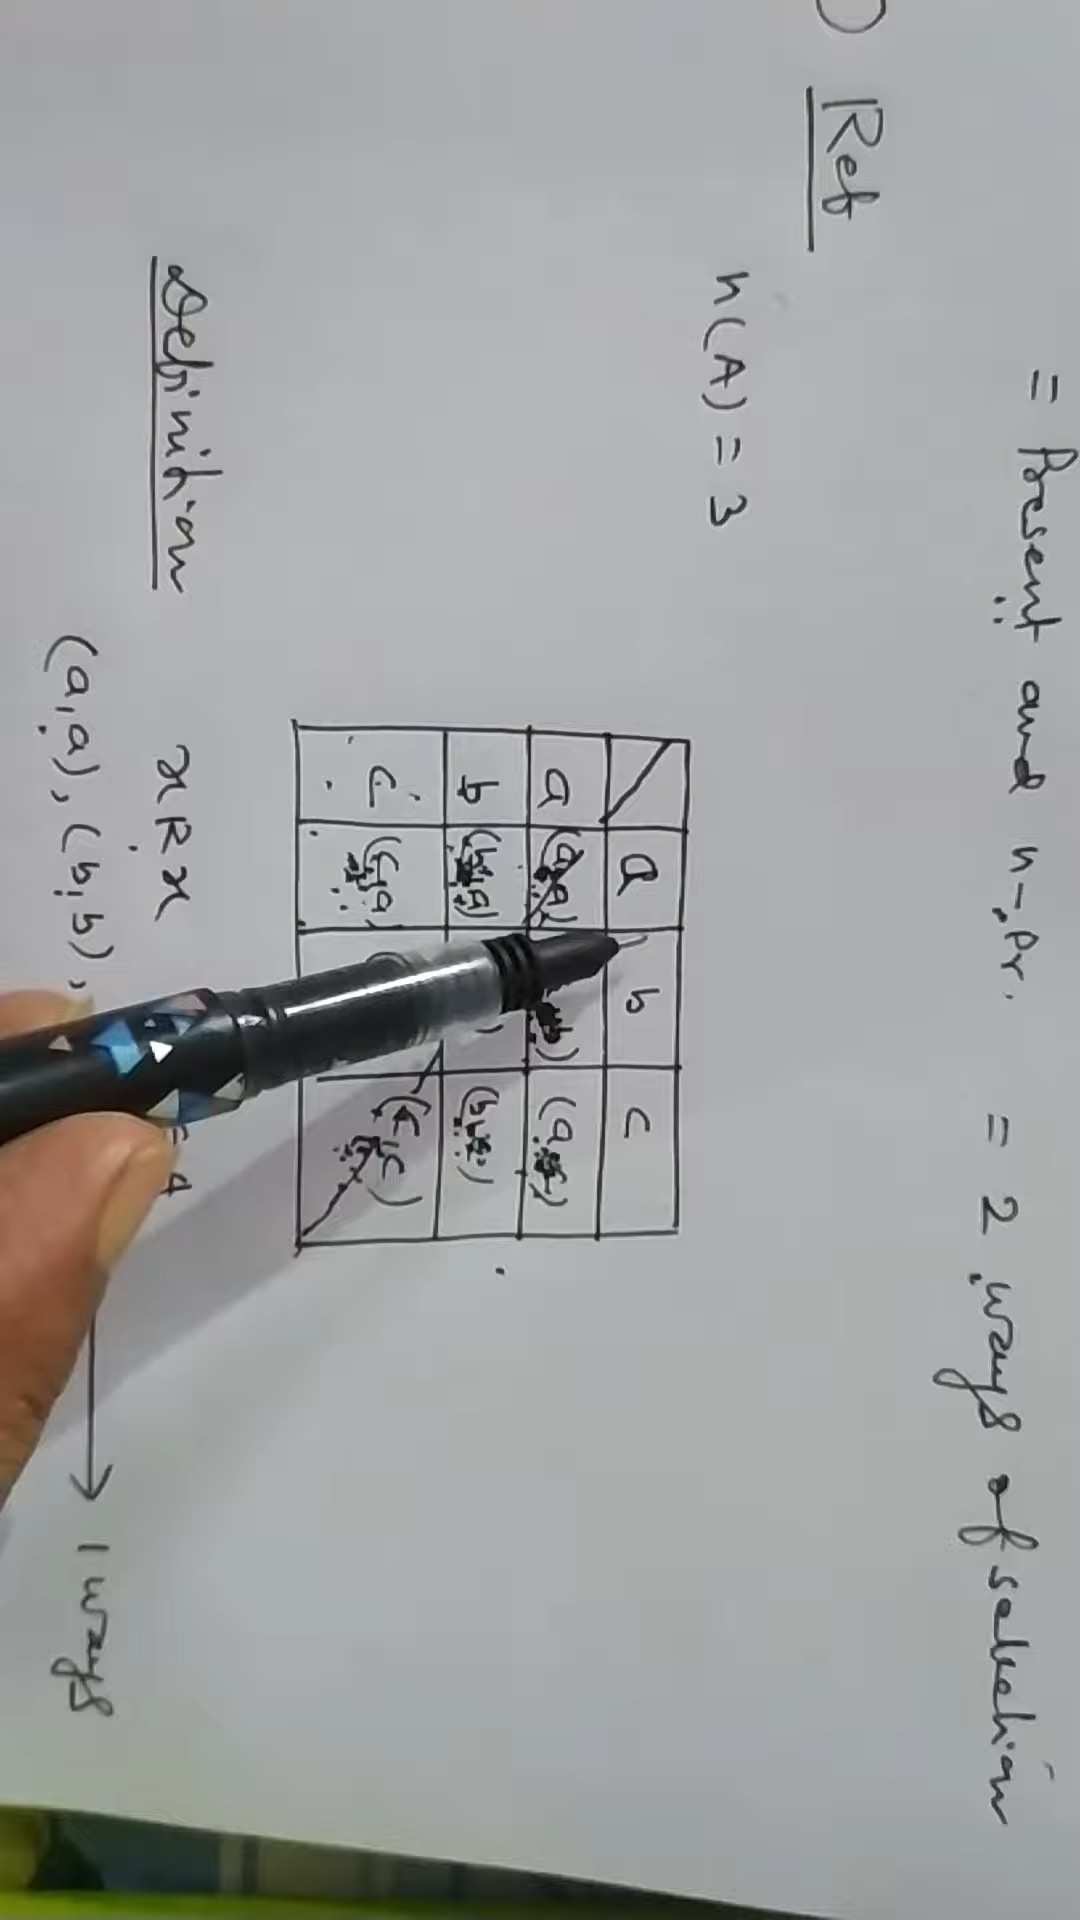 = Present and n-Pr. = 2 ways of selection
) Ref
n(A) = 3
a b c
a (a,a) b) (a,c)
b (b,a) ) (b,c)
c (c,a) ( (c,c)
Definition xRx A
(a,a), (b,b), → 1 ways